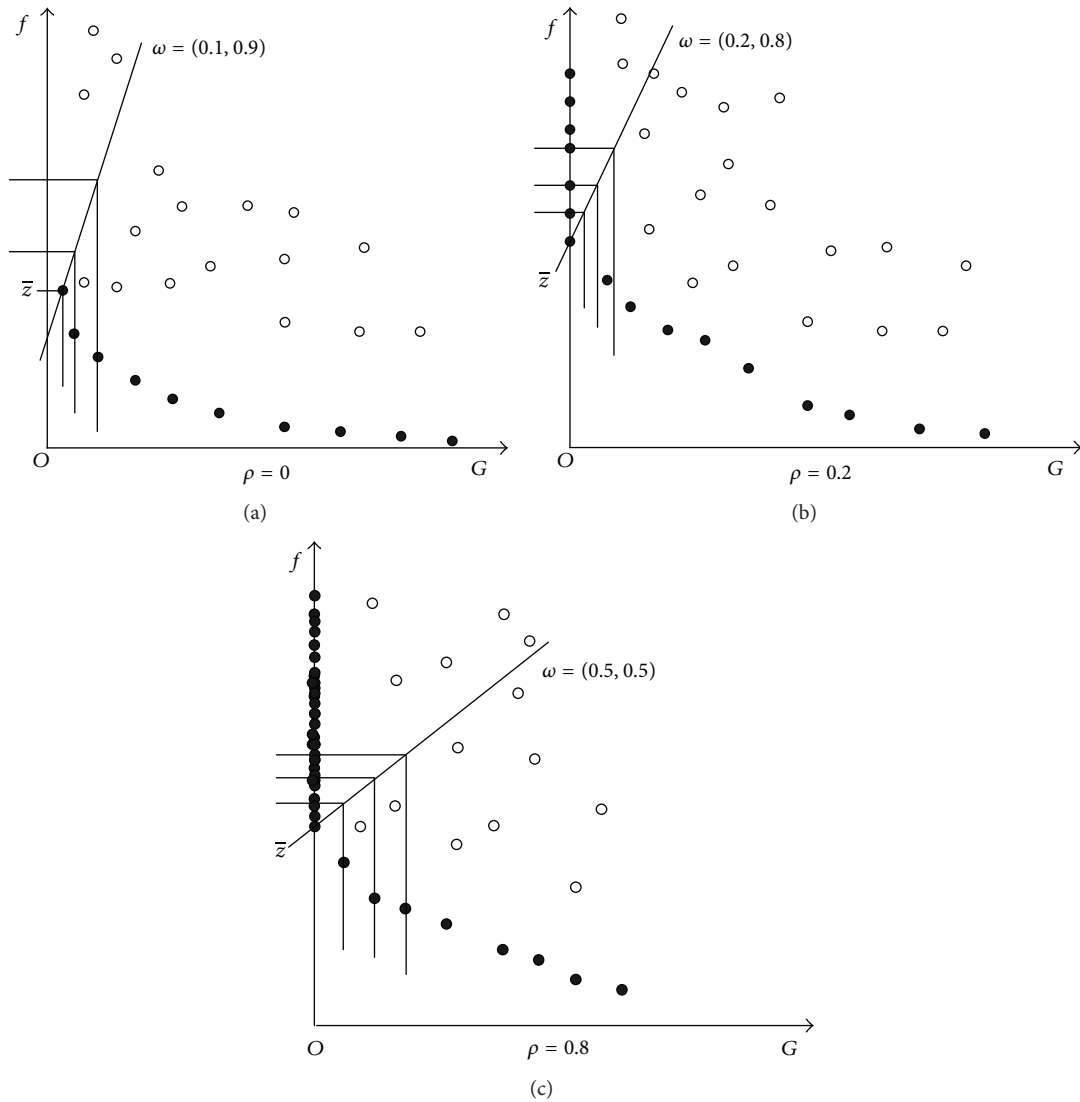 f
ω = (0.1, 0.9)
z̄
O
G
ρ = 0
(a)
f
ω = (0.2, 0.8)
z̄
O
G
ρ = 0.2
(b)
f
ω = (0.5, 0.5)
z̄
O
G
ρ = 0.8
(c)